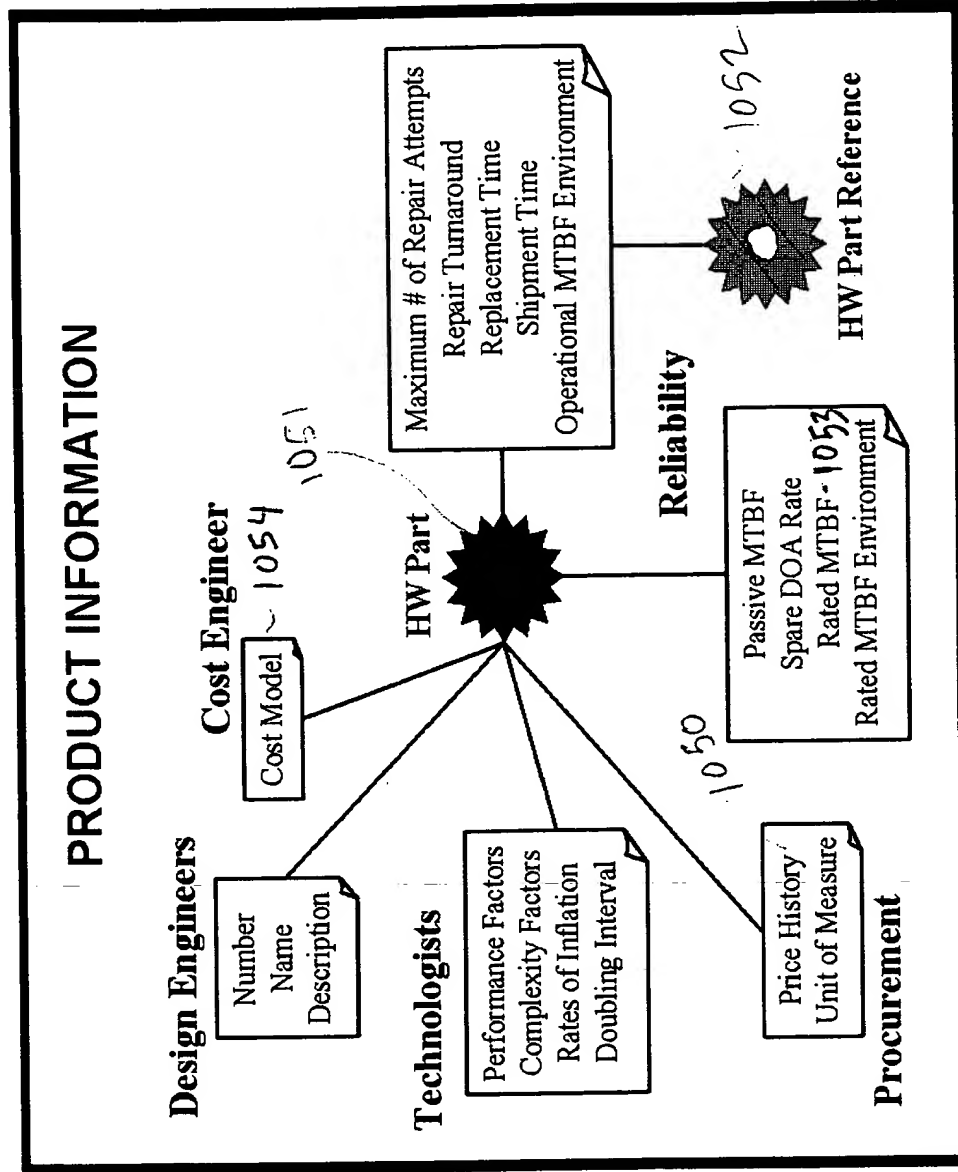 PRODUCT INFORMATION
Design Engineers
Number
Name
Description
Cost Engineer
Cost Model
~ 1054
1051
HW Part
Technologists
Performance Factors
Complexity Factors
Rates of Inflation
Doubling Interval
Maximum # of Repair Attempts
Repair Turnaround
Replacement Time
Shipment Time
Operational MTBF Environment
1050
Price History
Unit of Measure
Procurement
Reliability
Passive MTBF
Spare DOA Rate
Rated MTBF - 1053
Rated MTBF Environment
1052
HW Part Reference